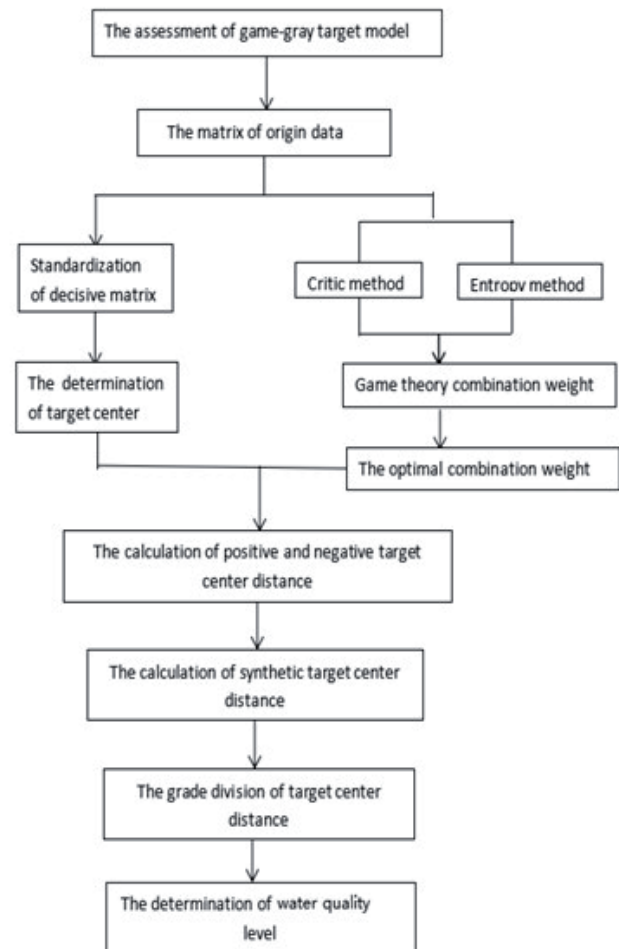 The assessment of game-gray target model
The matrix of origin data
Standardization
of decisive matrix
Critic method
Entropy method
The determination
of target center
Game theory combination weight
The optimal combination weight
The calculation of positive and negative target
center distance
The calculation of synthetic target center
distance
The grade division of target center
distance
The determination of water quality
level